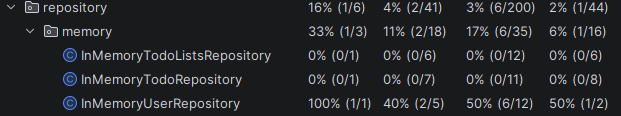 repository 16% (1/6) 4% (2/41) 3% (6/200) 2% (1/44)
memory 33% (1/3) 11% (2/18) 17% (6/35) 6% (1/16)
InMemoryTodoListsRepository 0% (0/1) 0% (0/6) 0% (0/12) 0% (0/6)
InMemoryTodoRepository 0% (0/1) 0% (0/7) 0% (0/11) 0% (0/8)
InMemoryUserRepository 100% (1/1) 40% (2/5) 50% (6/12) 50% (1/2)